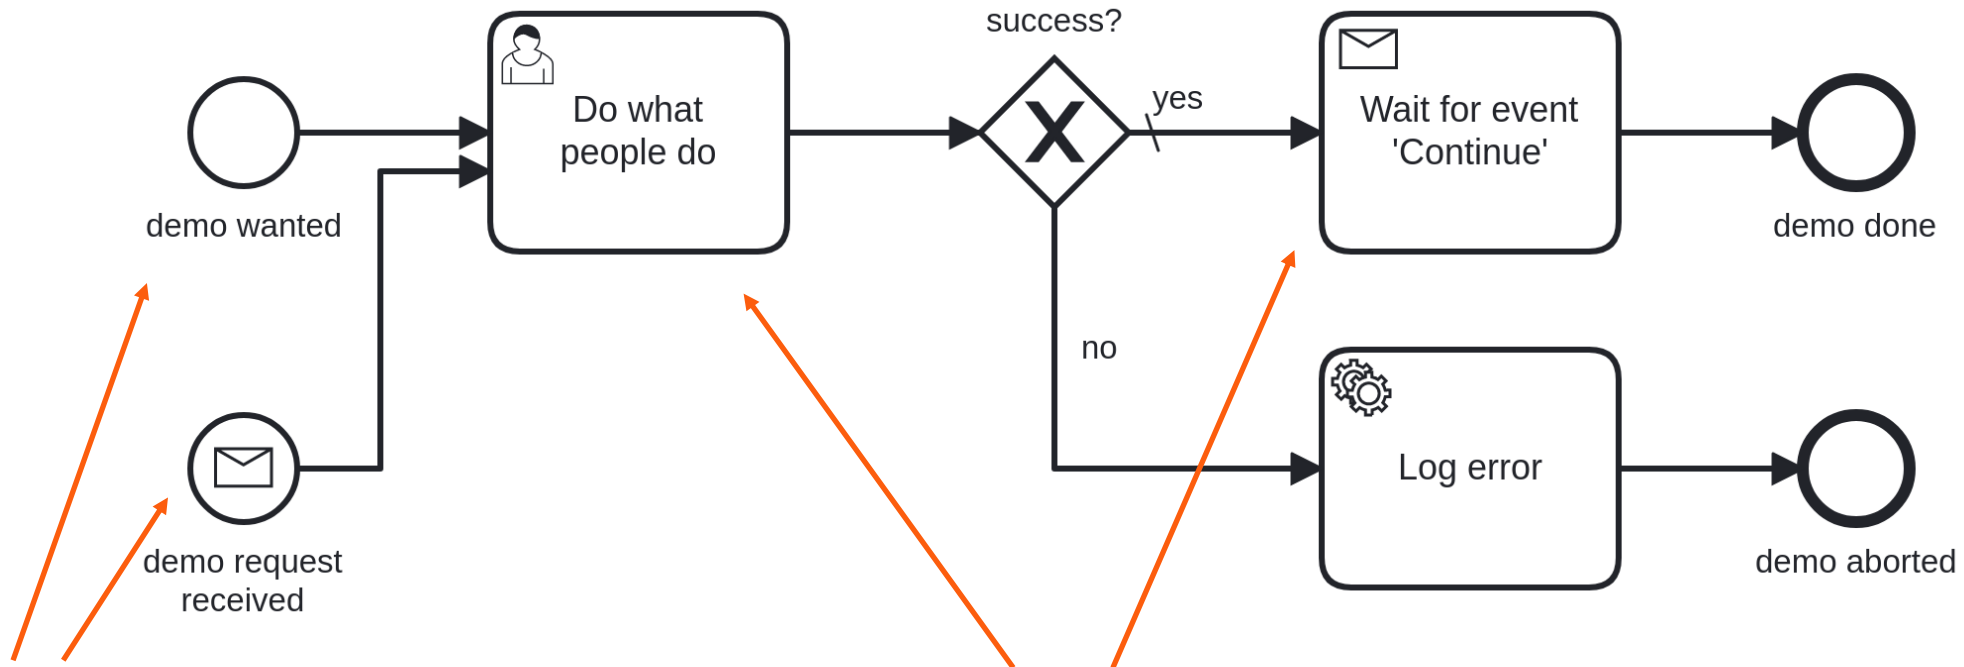 success?
yes
Do what
people do
Wait for event
'Continue'
demo wanted
demo done
no
Log error
demo request
received
demo aborted